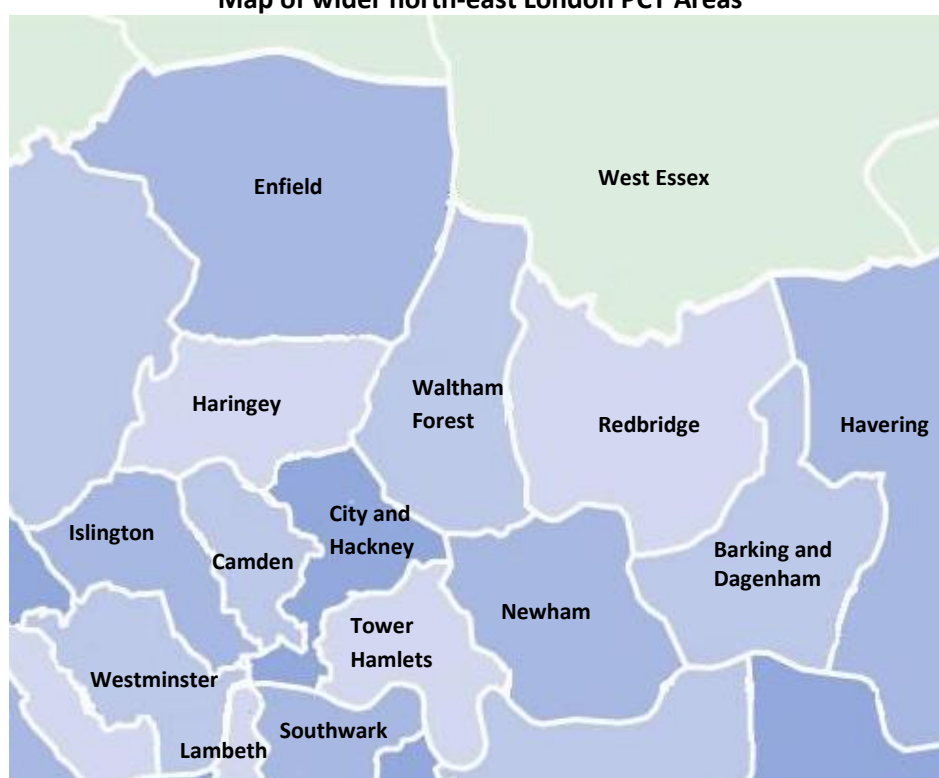 Map of wider north-east London PCT Areas
Enfield
West Essex
Haringey
Waltham
Forest
Redbridge
Havering
Islington
Camden
City and
Hackney
Barking and
Dagenham
Newham
Tower
Hamlets
Westminster
Southwark
Lambeth